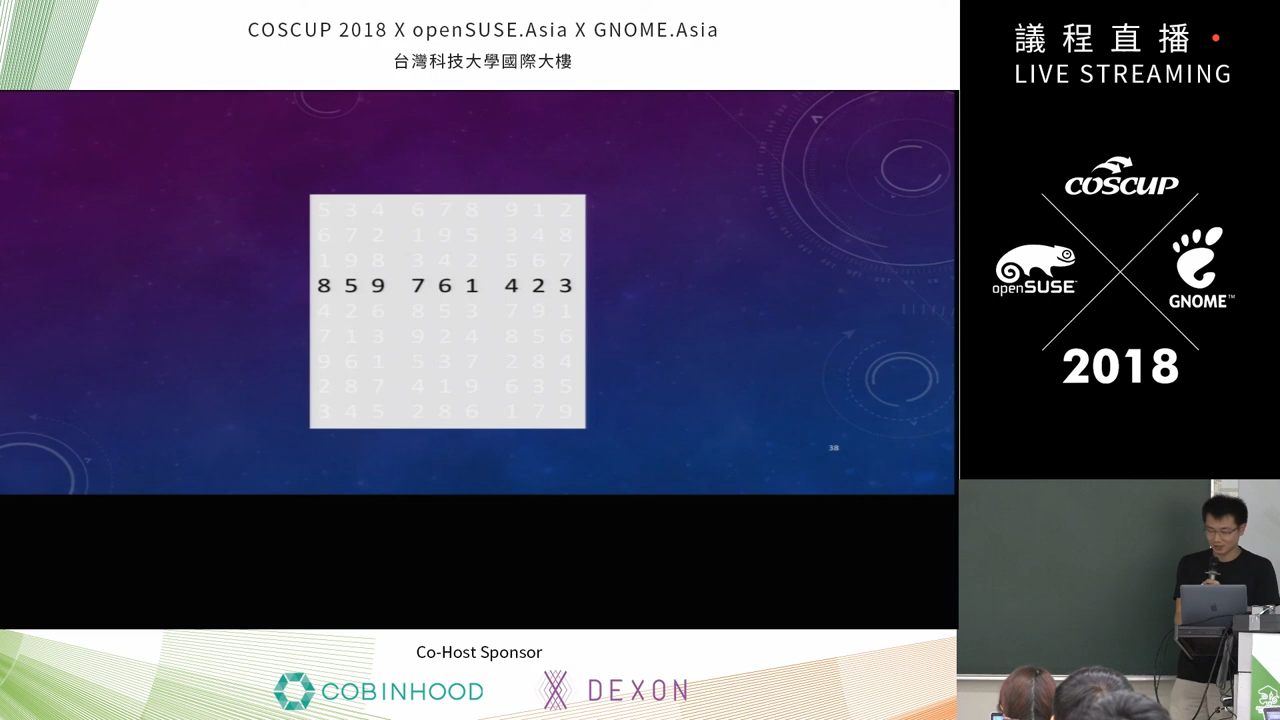 COSCUP 2018 X openSUSE.Asia X GNOME.Asia
台灣科技大學國際大樓
5 3 4 6 7 8 9 1 2
6 7 2 1 9 5 3 4 8
1 9 8 3 4 2 5 6 7
8 5 9 7 6 1 4 2 3
4 2 6 8 5 3 7 9 1
7 1 3 9 2 4 8 5 6
9 6 1 5 3 7 2 8 4
2 8 7 4 1 9 6 3 5
3 4 5 2 8 6 1 7 9
38
Co-Host Sponsor
COBINHOOD
DEXON
議程直播
LIVE STREAMING
COSCUP
openSUSE
GNOME™
2018